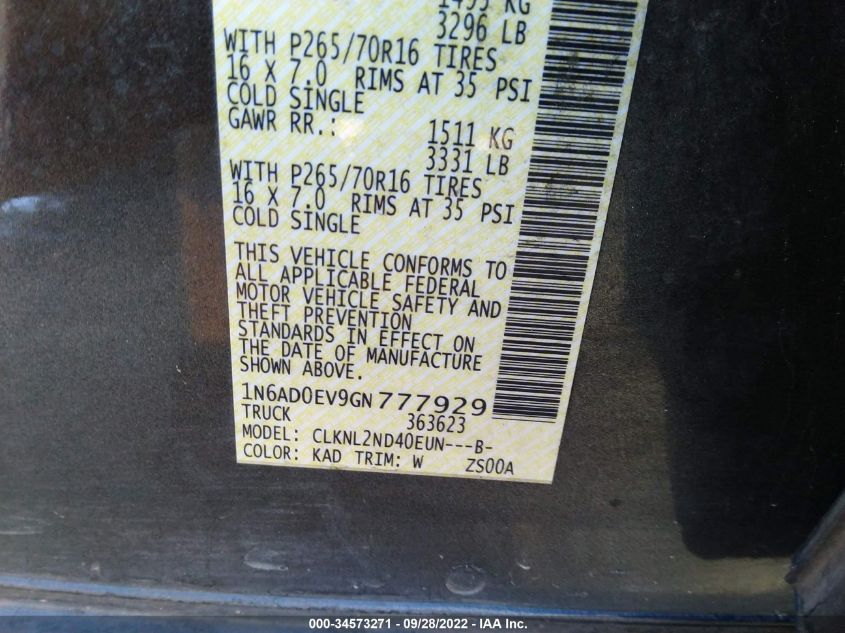 1495 KG
3296 LB
WITH P265/70R16 TIRES
16 X 7.0 RIMS AT 35 PSI
COLD SINGLE
GAWR RR.: 1511 KG
3331 LB
WITH P265/70R16 TIRES
16 X 7.0 RIMS AT 35 PSI
COLD SINGLE
THIS VEHICLE CONFORMS TO
ALL APPLICABLE FEDERAL
MOTOR VEHICLE SAFETY AND
THEFT PREVENTION
STANDARDS IN EFFECT ON
THE DATE OF MANUFACTURE
SHOWN ABOVE.
1N6AD0EV9GN777929
TRUCK 363623
MODEL: CLKNL2ND40EUN---B-
COLOR: KAD TRIM: W ZS00A
000-34573271 - 09/28/2022 - IAA Inc.